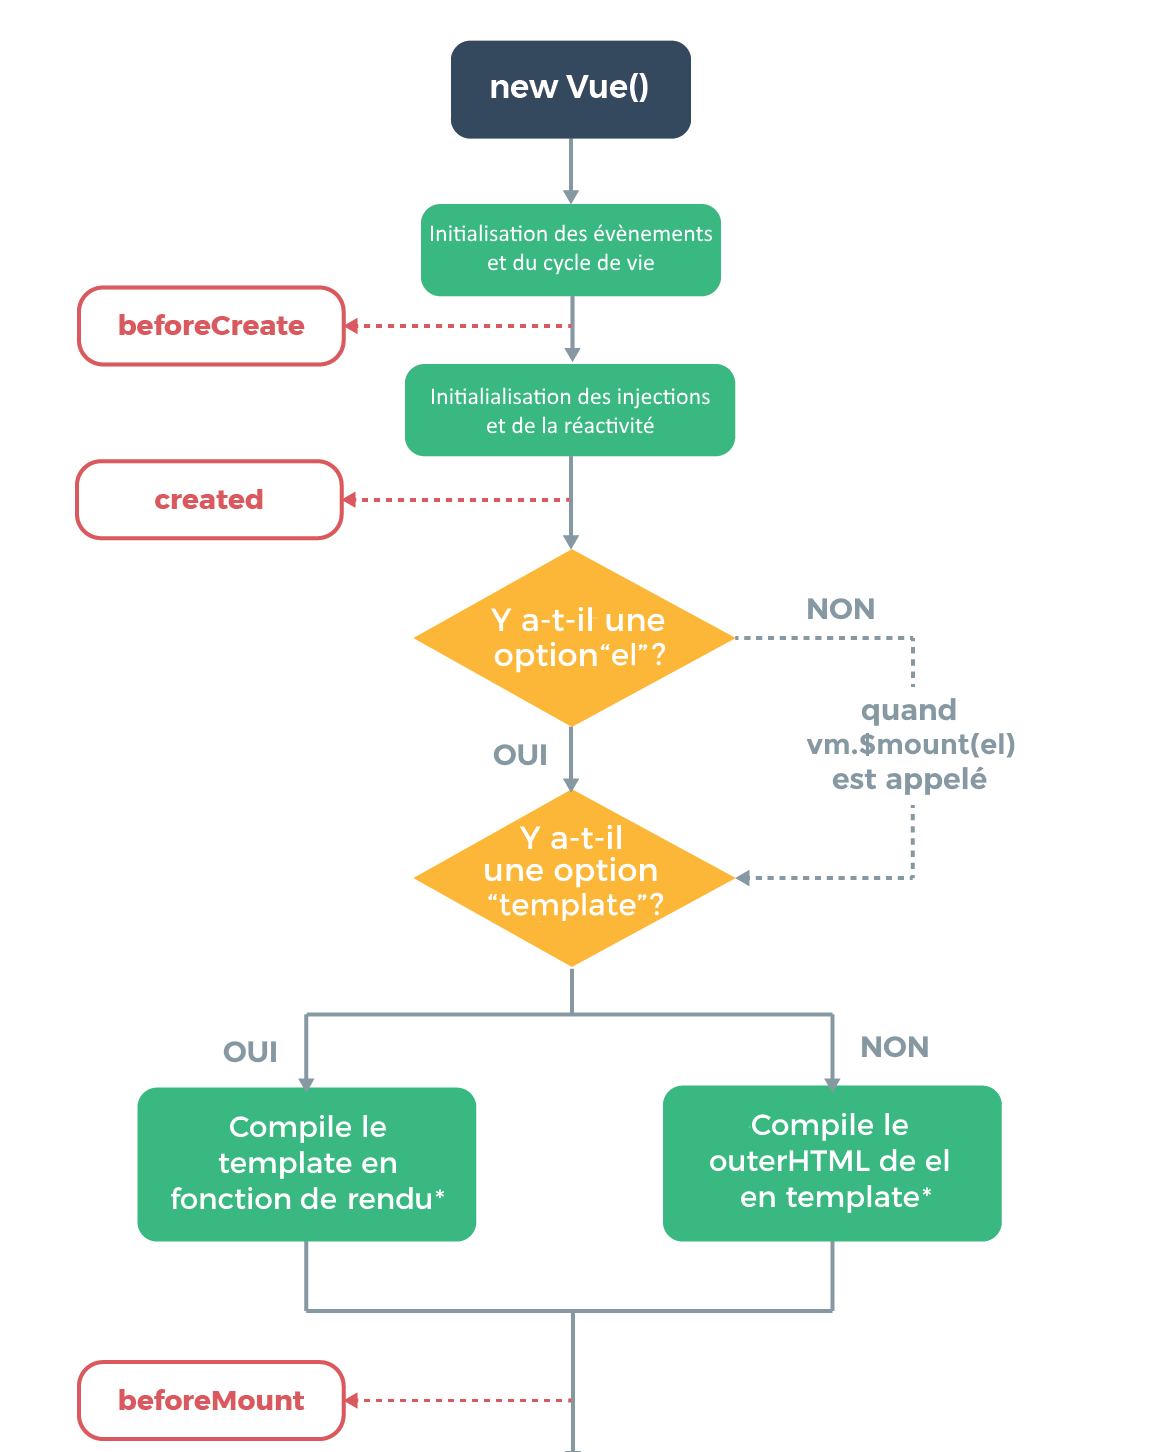 new Vue()
Initialisation des évènements
et du cycle de vie
beforeCreate
Initialialisation des injections
et de la réactivité
created
Y a-t-il une
option“el”?
NON
quand
vm.$mount(el)
est appelé
OUI
Y a-t-il
une option
“template”?
OUI
NON
Compile le
template en
fonction de rendu*
Compile le
outerHTML de el
en template*
beforeMount